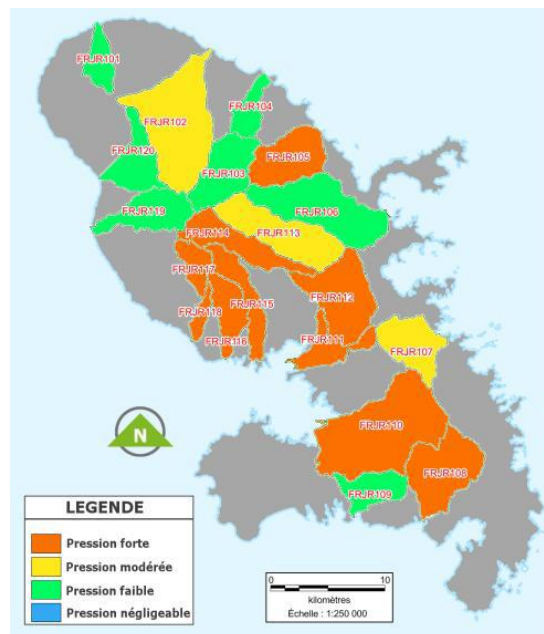 FRJR101
FRJR102
FRJR104
FRJR120
FRJR103
FRJR105
FRJR119
FRJR106
FRJR114
FRJR113
FRJR117
FRJR112
FRJR115
FRJR118
FRJR116
FRJR111
FRJR107
FRJR110
FRJR108
FRJR109
N
LEGENDE
Pression forte
Pression modérée
Pression faible
Pression négligeable
0 10
kilomètres
Échelle : 1:250 000